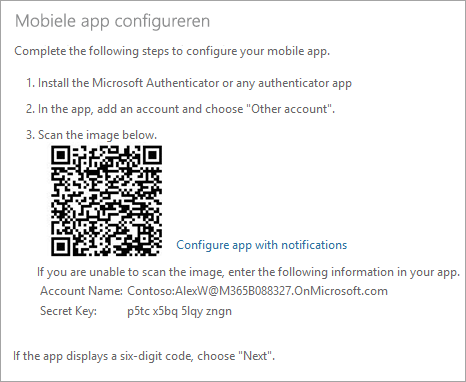 Mobiele app configureren
Complete the following steps to configure your mobile app.
1. Install the Microsoft Authenticator or any authenticator app
2. In the app, add an account and choose "Other account".
3. Scan the image below.
Configure app with notifications
If you are unable to scan the image, enter the following information in your app.
Account Name: Contoso:AlexW@M365B088327.OnMicrosoft.com
Secret Key: p5tc x5bq 5lqy zngn
If the app displays a six-digit code, choose "Next".